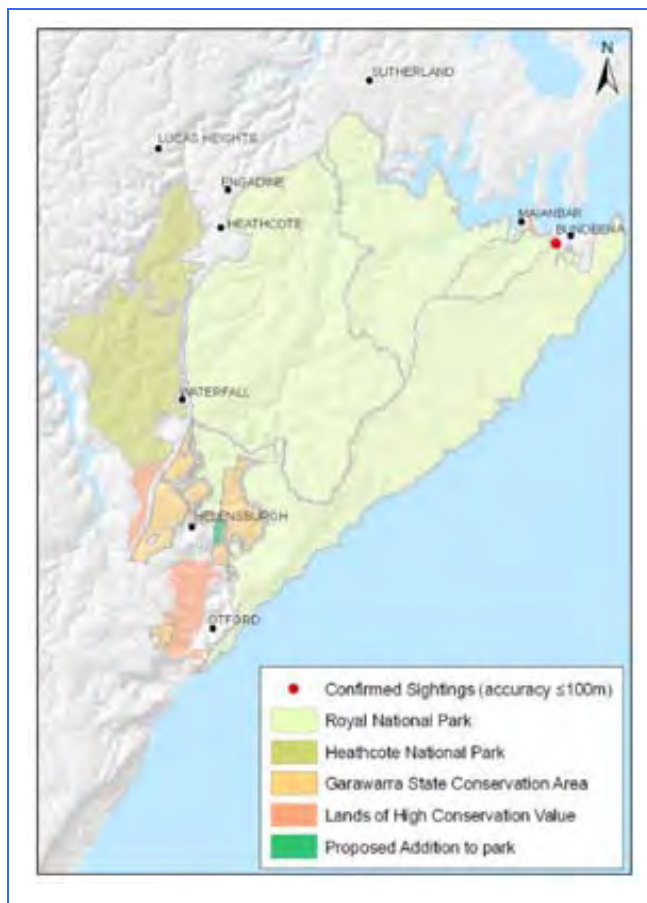 N
SUTHERLAND
LUCAS HEIGHTS
ENGADINE
HEATHCOTE
MAIANBAR
BUNDEENA
WATERFALL
HELENSBURGH
OTFORD
Confirmed Sightings (accuracy ≤100m)
Royal National Park
Heathcote National Park
Garawarra State Conservation Area
Lands of High Conservation Value
Proposed Addition to park